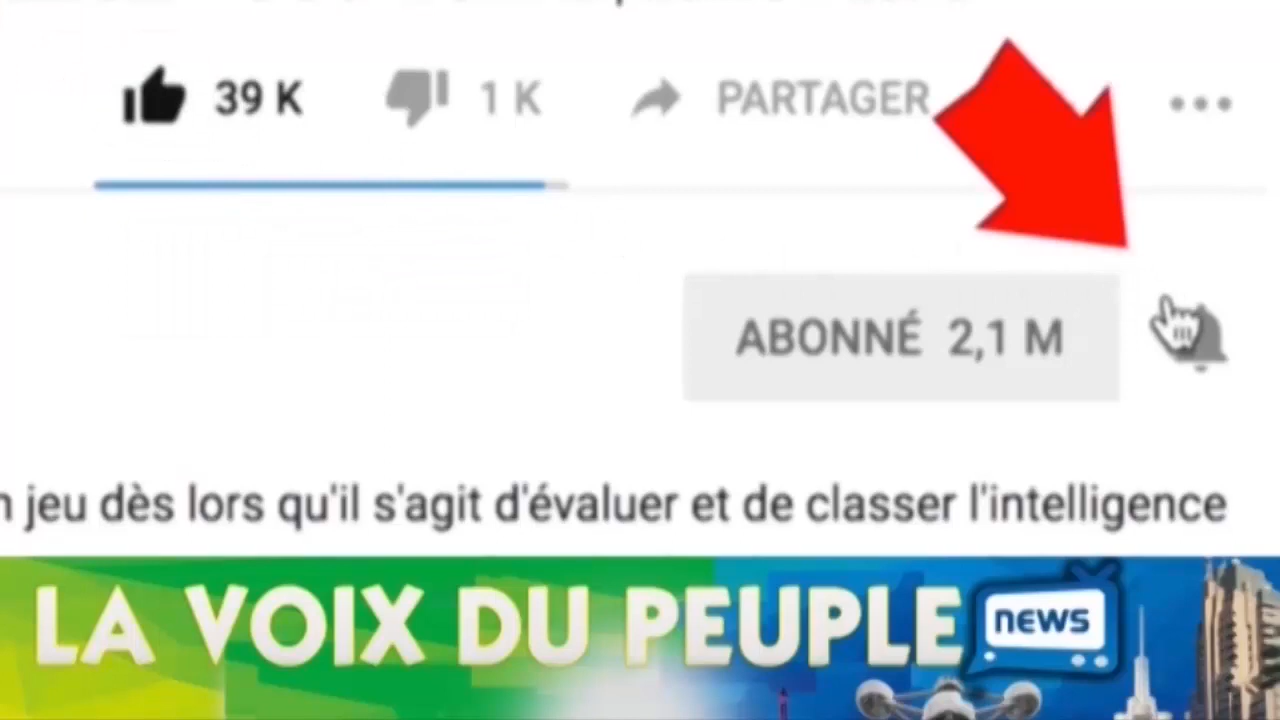 39 K 1 K PARTAGER
ABONNÉ 2,1 M
jeu dès lors qu'il s'agit d'évaluer et de classer l'intelligence
LA VOIX DU PEUPLE NEWS